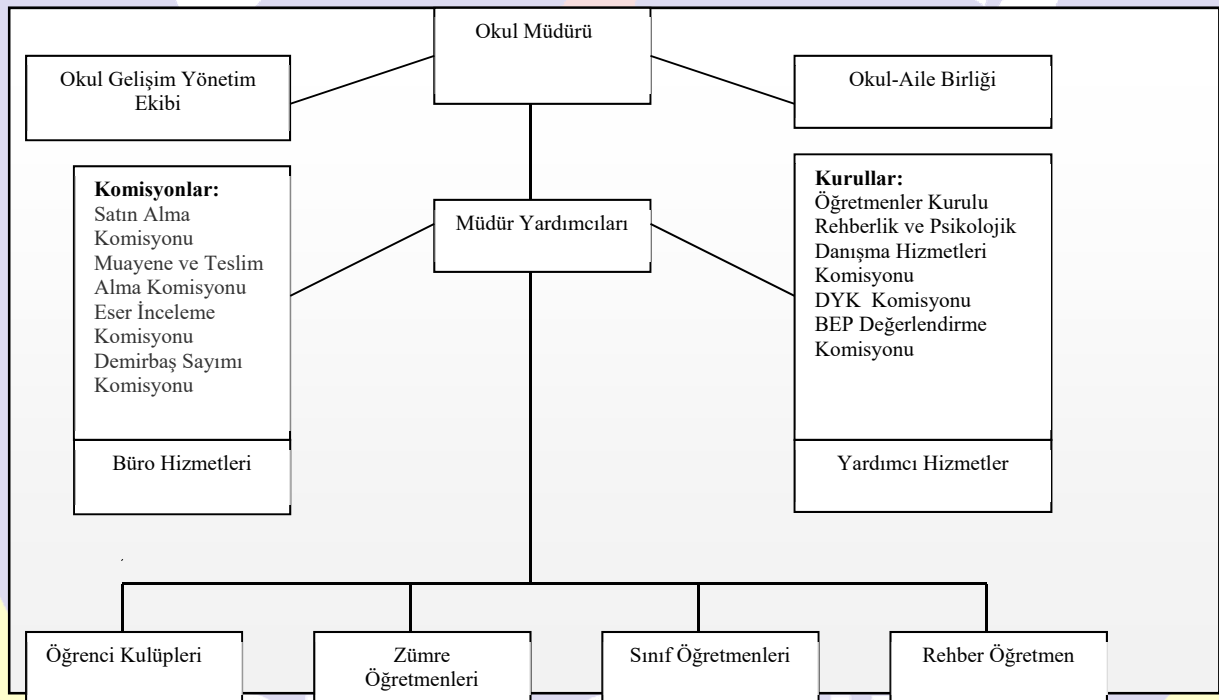 Okul Müdürü
Okul Gelişim Yönetim
Ekibi
Okul-Aile Birliği
Komisyonlar:
Satın Alma
Komisyonu
Muayene ve Teslim
Alma Komisyonu
Eser İnceleme
Komisyonu
Demirbaş Sayımı
Komisyonu
Müdür Yardımcıları
Kurullar:
Öğretmenler Kurulu
Rehberlik ve Psikolojik
Danışma Hizmetleri
Komisyonu
DYK Komisyonu
BEP Değerlendirme
Komisyonu
Büro Hizmetleri
Yardımcı Hizmetler
Öğrenci Kulüpleri
Zümre
Öğretmenleri
Sınıf Öğretmenleri
Rehber Öğretmen